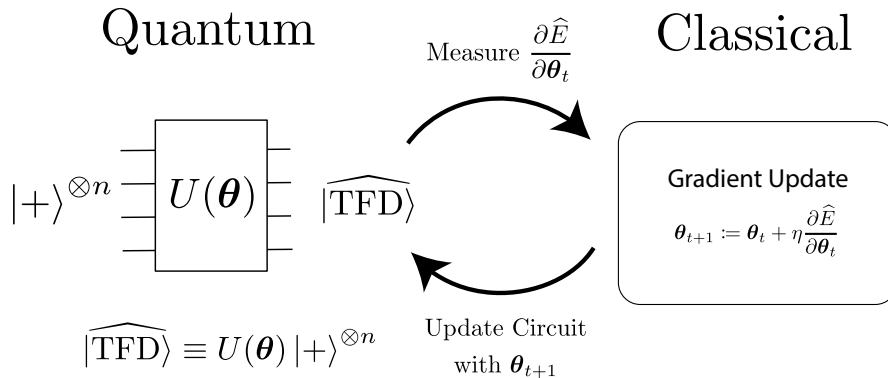 Quantum
Classical
Measure ∂Ê/∂θ_t
|+⟩^{⊗n}
U(θ)
|TFD⟩^
Gradient Update
θ_{t+1} := θ_t + η ∂Ê/∂θ_t
|TFD⟩^ ≡ U(θ) |+⟩^{⊗n}
Update Circuit
with θ_{t+1}